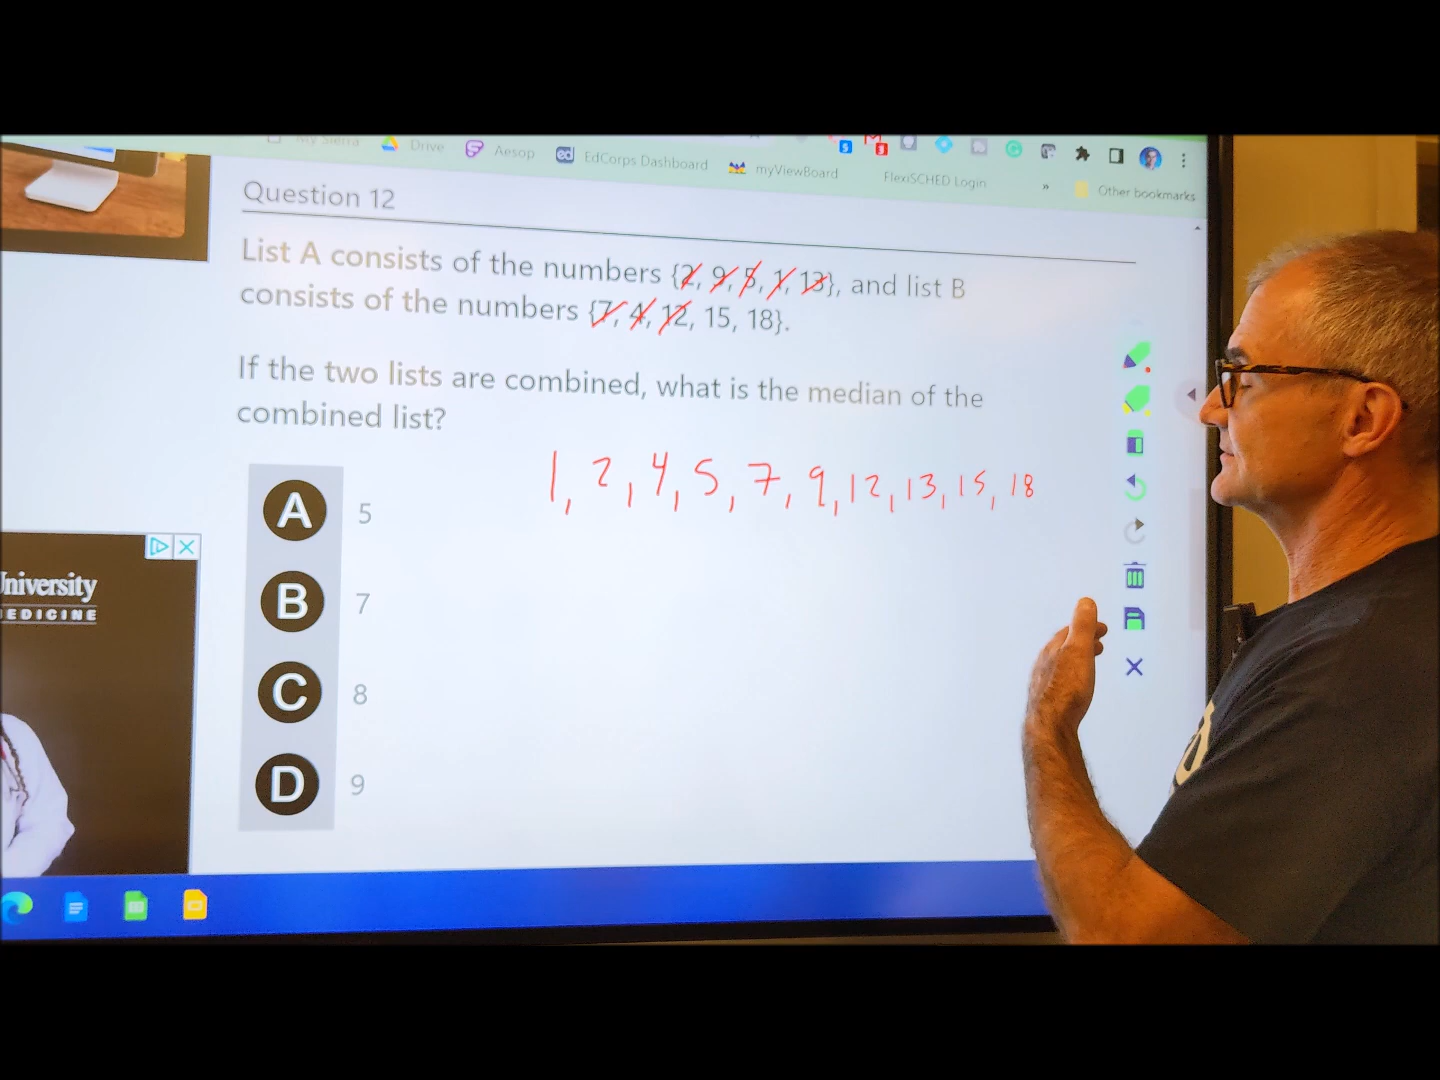 My Sierra Drive Aesop EdCorps Dashboard myViewBoard FlexiSCHED Login » Other bookmarks
Question 12
List A consists of the numbers {2, 9, 5, 1, 13}, and list B
consists of the numbers {7, 4, 12, 15, 18}.
If the two lists are combined, what is the median of the
combined list?
1, 2, 4, 5, 7, 9, 12, 13, 15, 18
A 5
B 7
C 8
D 9
University
EDICINE